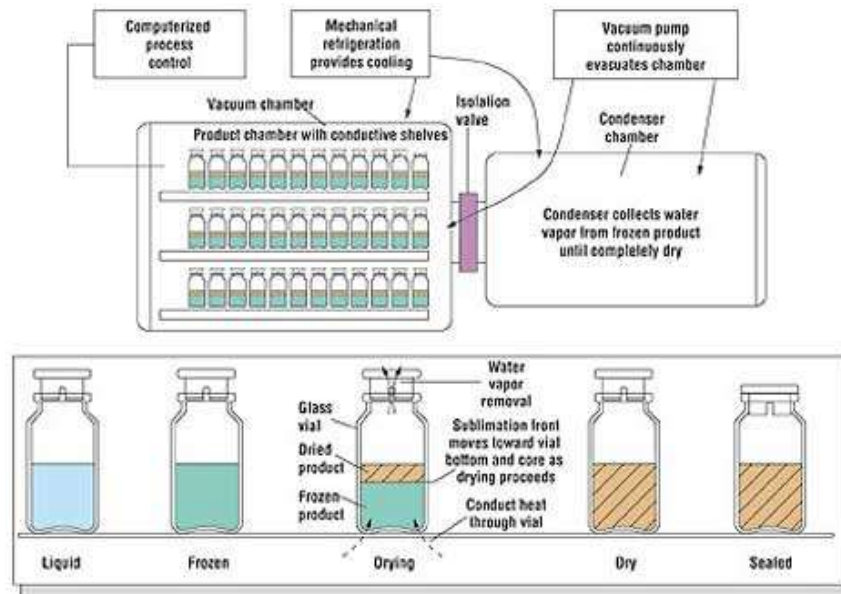 Computerized
process
control
Mechanical
refrigeration
provides cooling
Vacuum pump
continuously
evacuates chamber
Vacuum chamber
Product chamber with conductive shelves
Isolation
valve
Condenser
chamber
Condenser collects water
vapor from frozen product
until completely dry
Water
vapor
removal
Glass
vial
Sublimation front
moves toward vial
bottom and core as
drying proceeds
Dried
product
Frozen
product
Conduct heat
through vial
Liquid
Frozen
Drying
Dry
Sealed